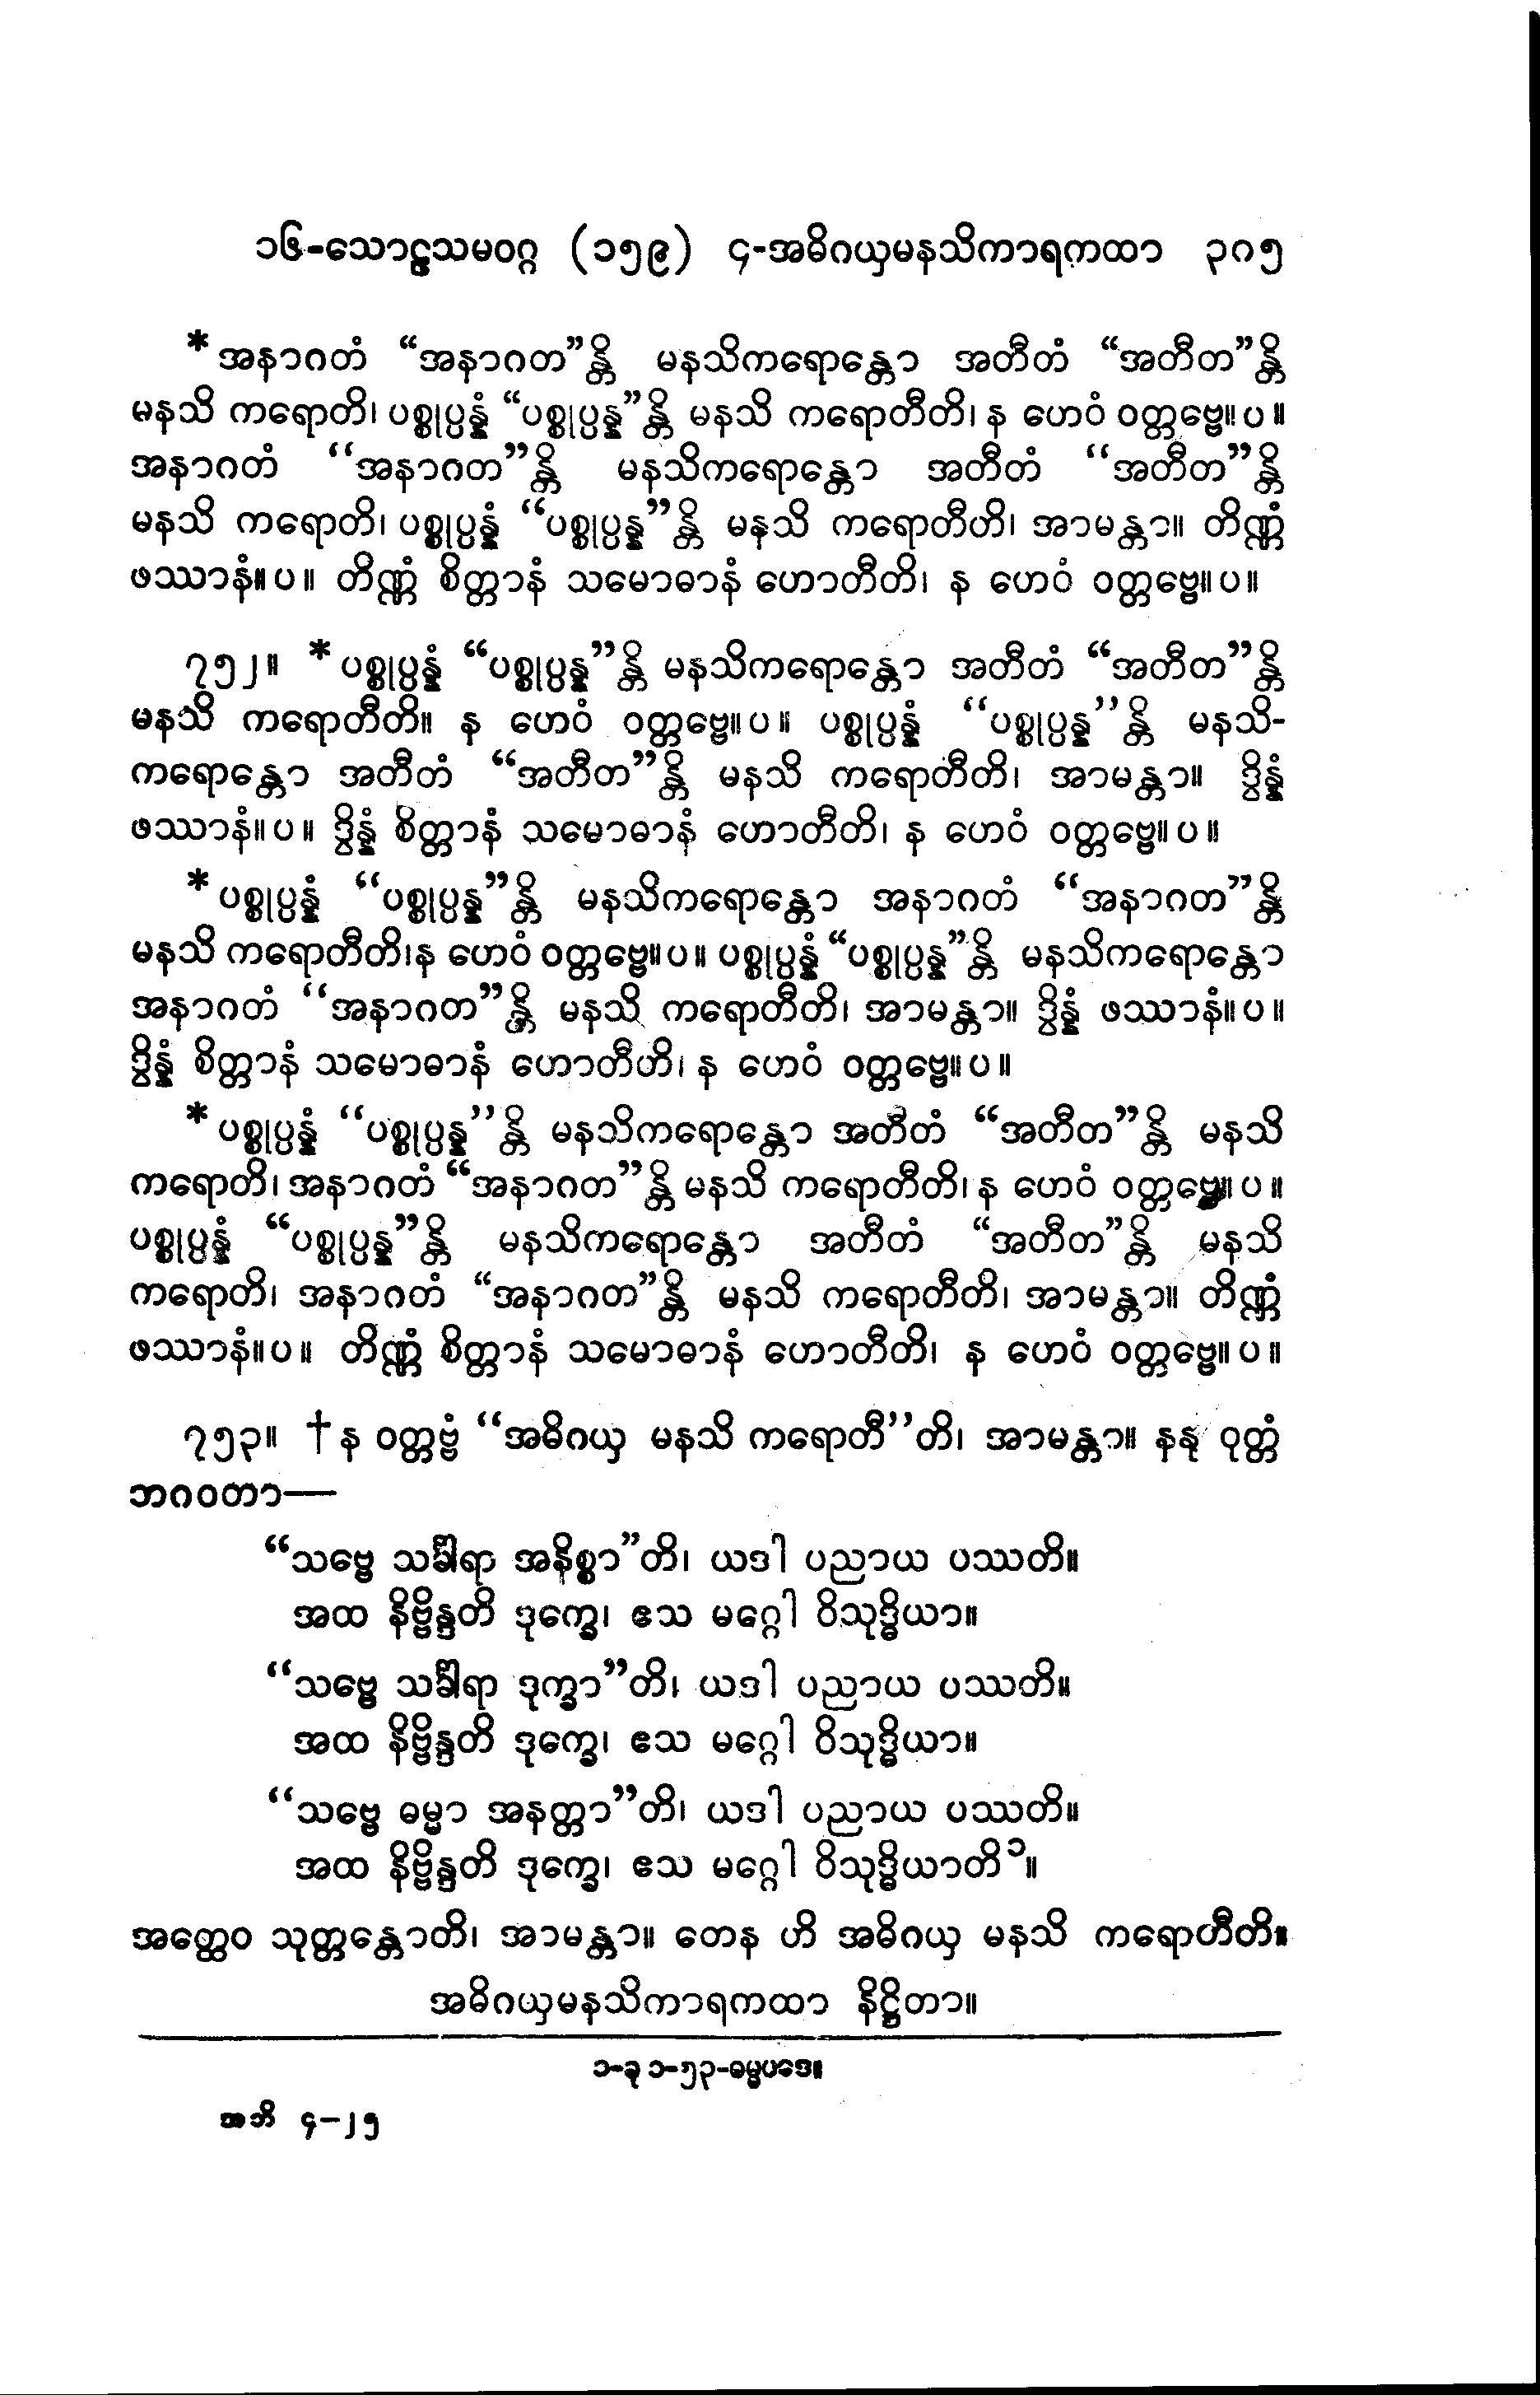 ၁၆-သောဠသမဝဂ္ဂ (၁၅၉) ၄-အဓိဂယှမနသိကာရကထာ ၃၈၅
*အနာဂတံ “အနာဂတ”န္တိ မနသိကရောန္တော အတီတံ “အတီတ”န္တိ
မနသိ ကရောတိ၊ ပစ္စုပ္ပန္နံ “ပစ္စုပ္ပန္န”န္တိ မနသိ ကရောတီတိ၊ န ဟေဝံ ဝတ္တဗ္ဗေ။ပ။
အနာဂတံ “အနာဂတ”န္တိ မနသိကရောန္တော အတီတံ “အတီတ”န္တိ
မနသိ ကရောတိ၊ ပစ္စုပ္ပန္နံ “ပစ္စုပ္ပန္န”န္တိ မနသိ ကရောတီတိ၊ အာမန္တာ။ တိဏ္ဏံ
ဖဿာနံ။ပ။ တိဏ္ဏံ စိတ္တာနံ သမောဓာနံ ဟောတီတိ၊ န ဟေဝံ ဝတ္တဗ္ဗေ။ပ။
၇၅၂။ *ပစ္စုပ္ပန္နံ “ပစ္စုပ္ပန္န”န္တိ မနသိကရောန္တော အတီတံ “အတီတ”န္တိ
မနသိ ကရောတီတိ။ န ဟေဝံ ဝတ္တဗ္ဗေ။ပ။ ပစ္စုပ္ပန္နံ “ပစ္စုပ္ပန္န”န္တိ မနသိ-
ကရောန္တော အတီတံ “အတီတ”န္တိ မနသိ ကရောတီတိ၊ အာမန္တာ။ ဒွိန္နံ
ဖဿာနံ။ပ။ ဒွိန္နံ စိတ္တာနံ သမောဓာနံ ဟောတီတိ၊ န ဟေဝံ ဝတ္တဗ္ဗေ။ပ။
*ပစ္စုပ္ပန္နံ “ပစ္စုပ္ပန္န”န္တိ မနသိကရောန္တော အနာဂတံ “အနာဂတ”န္တိ
မနသိ ကရောတီတိ၊န ဟေဝံ ဝတ္တဗ္ဗေ။ပ။ ပစ္စုပ္ပန္နံ “ပစ္စုပ္ပန္န”န္တိ မနသိကရောန္တော
အနာဂတံ “အနာဂတ”န္တိ မနသိ ကရောတီတိ၊ အာမန္တာ။ ဒွိန္နံ ဖဿာနံ။ပ။
ဒွိန္နံ စိတ္တာနံ သမောဓာနံ ဟောတီတိ၊ န ဟေဝံ ဝတ္တဗ္ဗေ။ပ။
*ပစ္စုပ္ပန္နံ “ပစ္စုပ္ပန္န”န္တိ မနသိကရောန္တော အတီတံ “အတီတ”န္တိ မနသိ
ကရောတိ၊ အနာဂတံ “အနာဂတ”န္တိ မနသိ ကရောတီတိ၊ န ဟေဝံ ဝတ္တဗ္ဗေ။ပ။
ပစ္စုပ္ပန္နံ “ပစ္စုပ္ပန္န”န္တိ မနသိကရောန္တော အတီတံ “အတီတ”န္တိ မနသိ
ကရောတိ၊ အနာဂတံ “အနာဂတ”န္တိ မနသိ ကရောတီတိ၊ အာမန္တာ။ တိဏ္ဏံ
ဖဿာနံ။ပ။ တိဏ္ဏံ စိတ္တာနံ သမောဓာနံ ဟောတီတိ၊ န ဟေဝံ ဝတ္တဗ္ဗေ။ပ။
၇၅၃။ †န ဝတ္တဗ္ဗံ “အဓိဂယှ မနသိ ကရောတီ”တိ၊ အာမန္တာ။ နနု ဝုတ္တံ
ဘဂဝတာ—
“သဗ္ဗေ သင်္ခါရာ အနိစ္စာ”တိ၊ ယဒါ ပညာယ ပဿတိ။
အထ နိဗ္ဗိန္ဒတိ ဒုက္ခေ၊ ဧသ မဂ္ဂေါ ဝိသုဒ္ဓိယာ။
“သဗ္ဗေ သင်္ခါရာ ဒုက္ခာ”တိ၊ ယဒါ ပညာယ ပဿတိ။
အထ နိဗ္ဗိန္ဒတိ ဒုက္ခေ၊ ဧသ မဂ္ဂေါ ဝိသုဒ္ဓိယာ။
“သဗ္ဗေ ဓမ္မာ အနတ္တာ”တိ၊ ယဒါ ပညာယ ပဿတိ။
အထ နိဗ္ဗိန္ဒတိ ဒုက္ခေ၊ ဧသ မဂ္ဂေါ ဝိသုဒ္ဓိယာတိ၁။
အတ္ထေဝ သုတ္တန္တောတိ၊ အာမန္တာ။ တေန ဟိ အဓိဂယှ မနသိ ကရောတီတိ။
အဓိဂယှမနသိကာရကထာ နိဋ္ဌိတာ။
၁-ခု ၁-၅၃-ဓမ္မပဒေ။
အဘိ ၄–၂၅